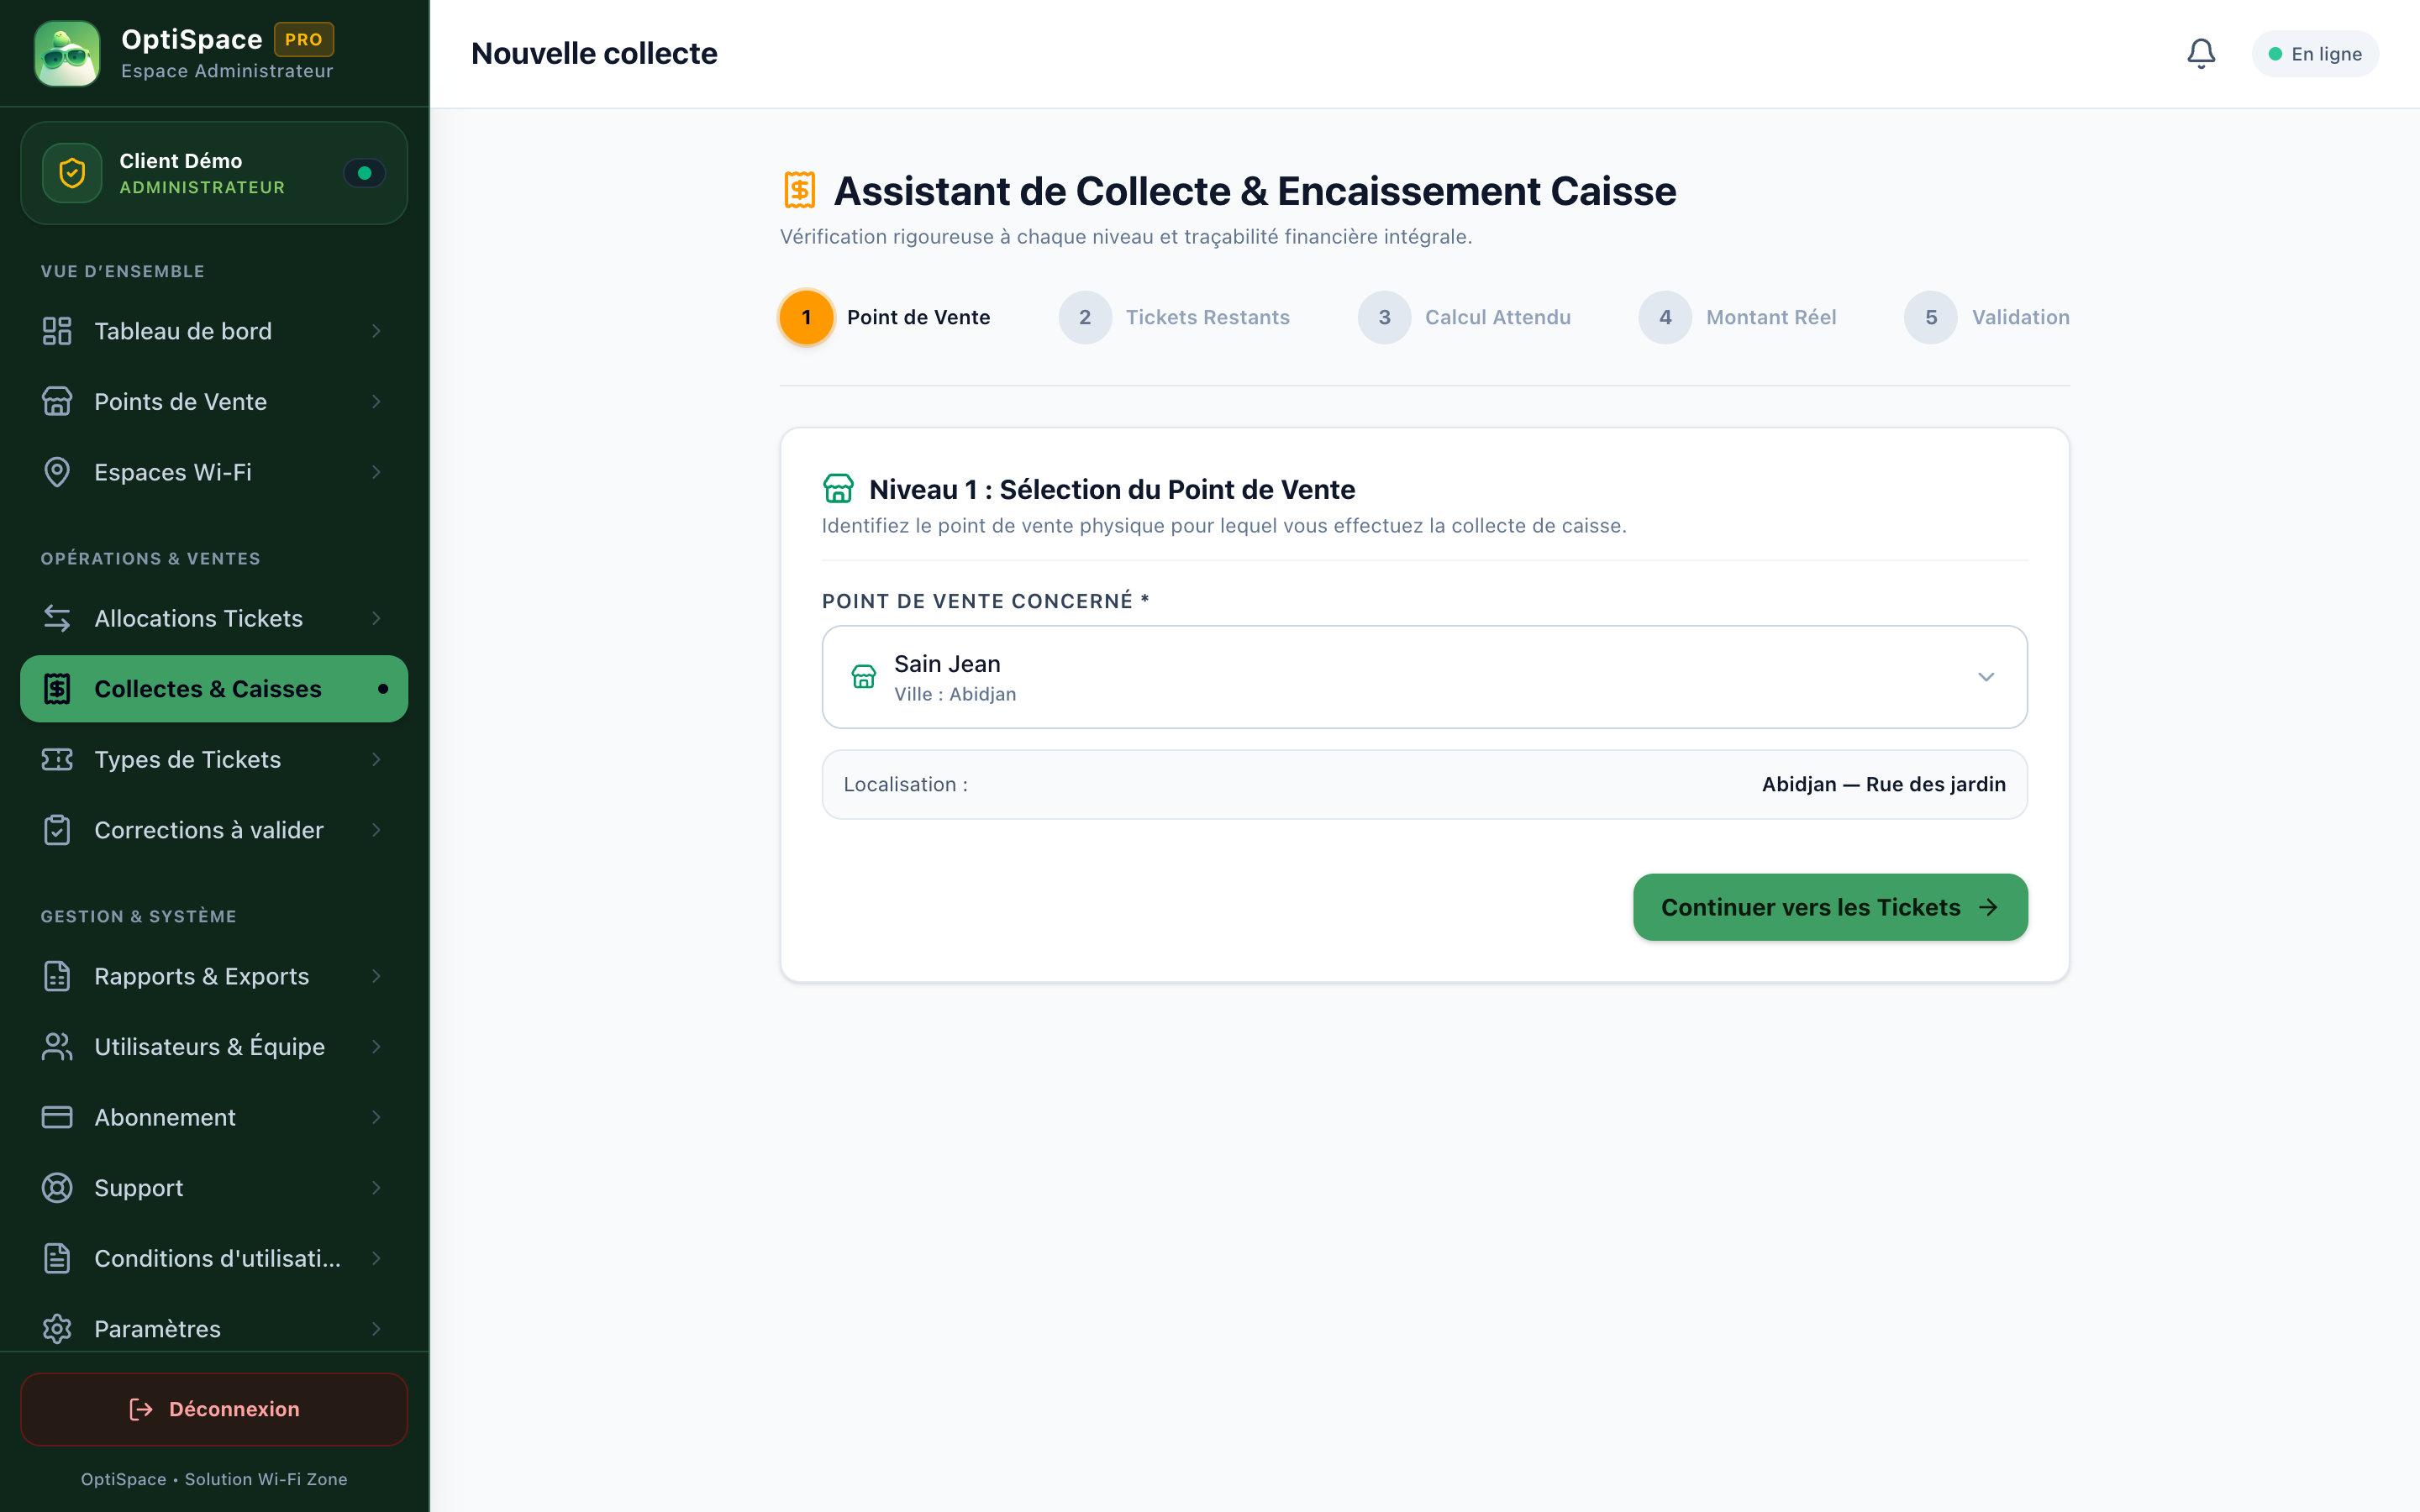 OptiSpace PRO
Espace Administrateur
Client Démo
ADMINISTRATEUR
VUE D'ENSEMBLE
Tableau de bord
Points de Vente
Espaces Wi-Fi
OPÉRATIONS & VENTES
Allocations Tickets
Collectes & Caisses
Types de Tickets
Corrections à valider
GESTION & SYSTÈME
Rapports & Exports
Utilisateurs & Équipe
Abonnement
Support
Conditions d'utilisati...
Paramètres
Déconnexion
OptiSpace • Solution Wi-Fi Zone
Nouvelle collecte
En ligne
Assistant de Collecte & Encaissement Caisse
Vérification rigoureuse à chaque niveau et traçabilité financière intégrale.
1 Point de Vente 2 Tickets Restants 3 Calcul Attendu 4 Montant Réel 5 Validation
Niveau 1 : Sélection du Point de Vente
Identifiez le point de vente physique pour lequel vous effectuez la collecte de caisse.
POINT DE VENTE CONCERNÉ *
Sain Jean
Ville : Abidjan
Localisation : Abidjan — Rue des jardin
Continuer vers les Tickets →